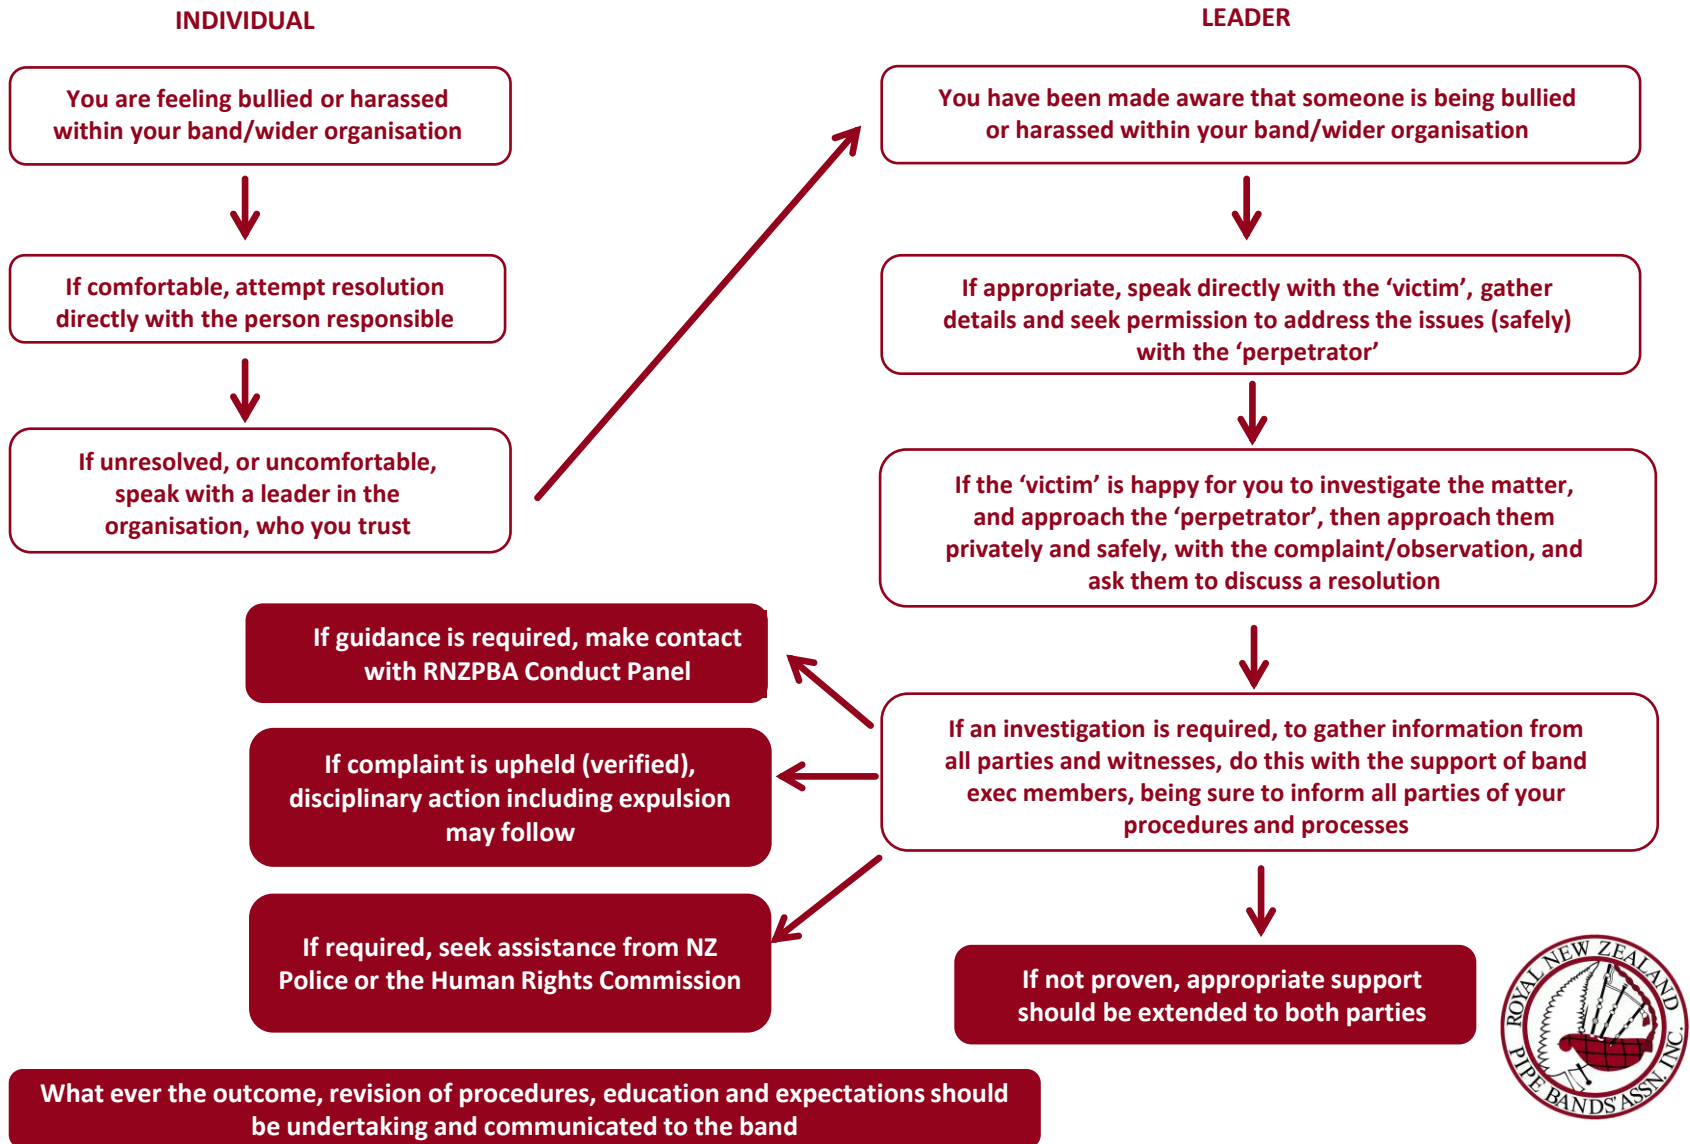 INDIVIDUAL
You are feeling bullied or harassed
within your band/wider organisation
If comfortable, attempt resolution
directly with the person responsible
If unresolved, or uncomfortable,
speak with a leader in the
organisation, who you trust
LEADER
You have been made aware that someone is being bullied
or harassed within your band/wider organisation
If appropriate, speak directly with the ‘victim’, gather
details and seek permission to address the issues (safely)
with the ‘perpetrator’
If the ‘victim’ is happy for you to investigate the matter,
and approach the ‘perpetrator’, then approach them
privately and safely, with the complaint/observation, and
ask them to discuss a resolution
If an investigation is required, to gather information from
all parties and witnesses, do this with the support of band
exec members, being sure to inform all parties of your
procedures and processes
If guidance is required, make contact
with RNZPBA Conduct Panel
If complaint is upheld (verified),
disciplinary action including expulsion
may follow
If required, seek assistance from NZ
Police or the Human Rights Commission
If not proven, appropriate support
should be extended to both parties
What ever the outcome, revision of procedures, education and expectations should
be undertaking and communicated to the band
ROYAL NEW ZEALAND
PIPE BANDS' ASSN. INC.